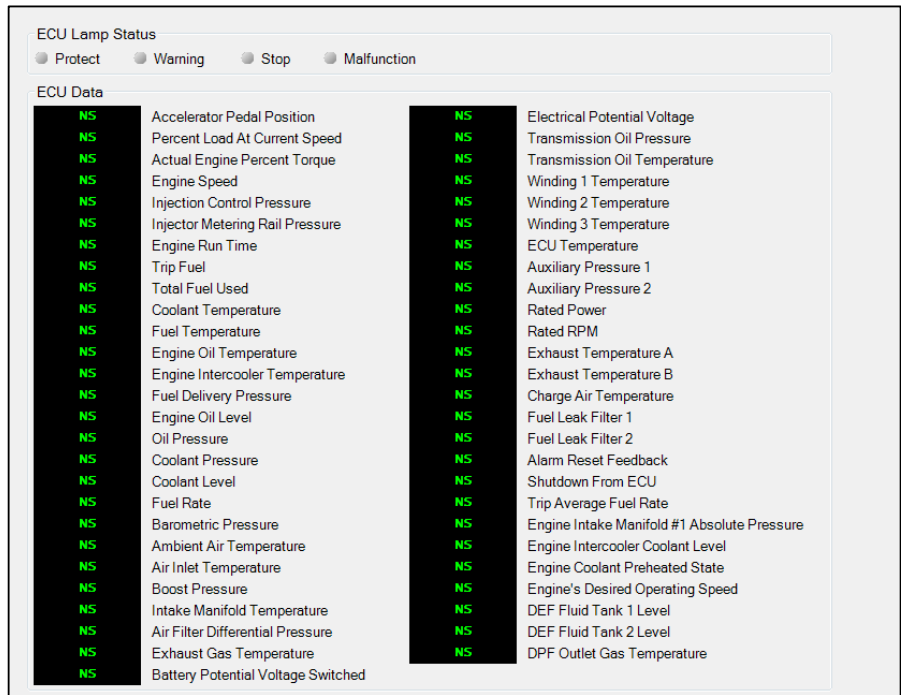 ECU Lamp Status
Protect Warning Stop Malfunction
ECU Data
NS Accelerator Pedal Position
NS Percent Load At Current Speed
NS Actual Engine Percent Torque
NS Engine Speed
NS Injection Control Pressure
NS Injector Metering Rail Pressure
NS Engine Run Time
NS Trip Fuel
NS Total Fuel Used
NS Coolant Temperature
NS Fuel Temperature
NS Engine Oil Temperature
NS Engine Intercooler Temperature
NS Fuel Delivery Pressure
NS Engine Oil Level
NS Oil Pressure
NS Coolant Pressure
NS Coolant Level
NS Fuel Rate
NS Barometric Pressure
NS Ambient Air Temperature
NS Air Inlet Temperature
NS Boost Pressure
NS Intake Manifold Temperature
NS Air Filter Differential Pressure
NS Exhaust Gas Temperature
NS Battery Potential Voltage Switched
NS Electrical Potential Voltage
NS Transmission Oil Pressure
NS Transmission Oil Temperature
NS Winding 1 Temperature
NS Winding 2 Temperature
NS Winding 3 Temperature
NS ECU Temperature
NS Auxiliary Pressure 1
NS Auxiliary Pressure 2
NS Rated Power
NS Rated RPM
NS Exhaust Temperature A
NS Exhaust Temperature B
NS Charge Air Temperature
NS Fuel Leak Filter 1
NS Fuel Leak Filter 2
NS Alarm Reset Feedback
NS Shutdown From ECU
NS Trip Average Fuel Rate
NS Engine Intake Manifold #1 Absolute Pressure
NS Engine Intercooler Coolant Level
NS Engine Coolant Preheated State
NS Engine's Desired Operating Speed
NS DEF Fluid Tank 1 Level
NS DEF Fluid Tank 2 Level
NS DPF Outlet Gas Temperature